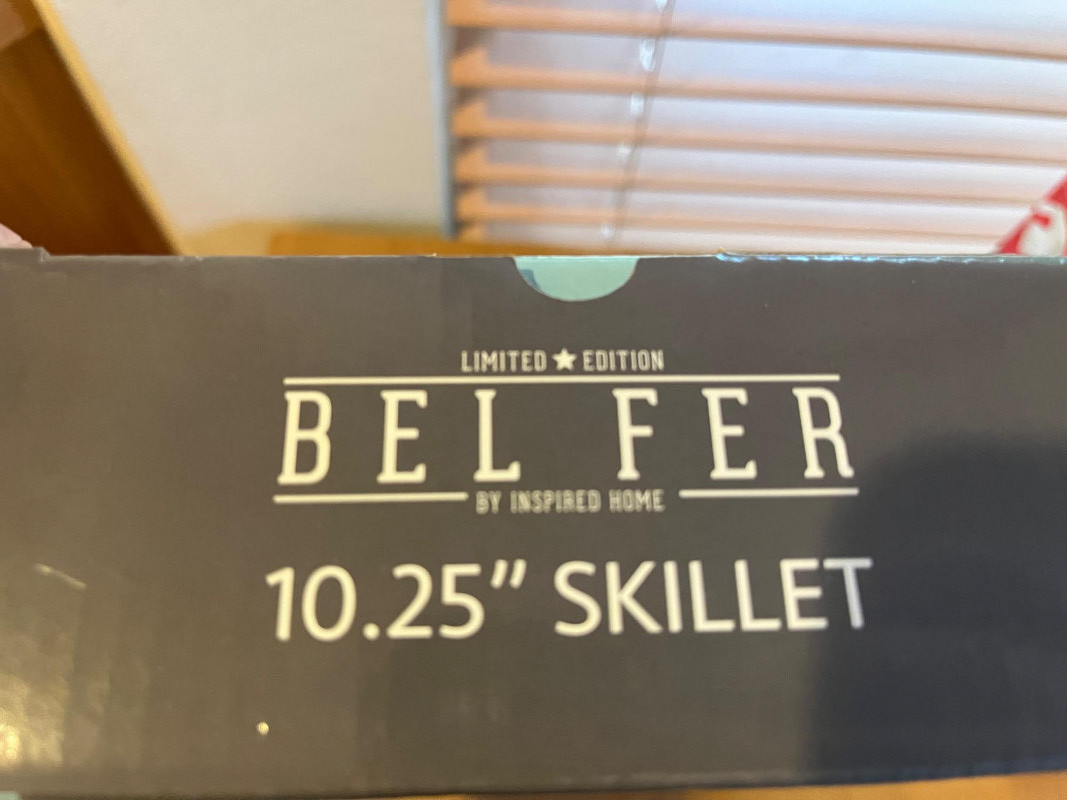 LIMITED ★ EDITION
BEL FER
BY INSPIRED HOME
10.25” SKILLET